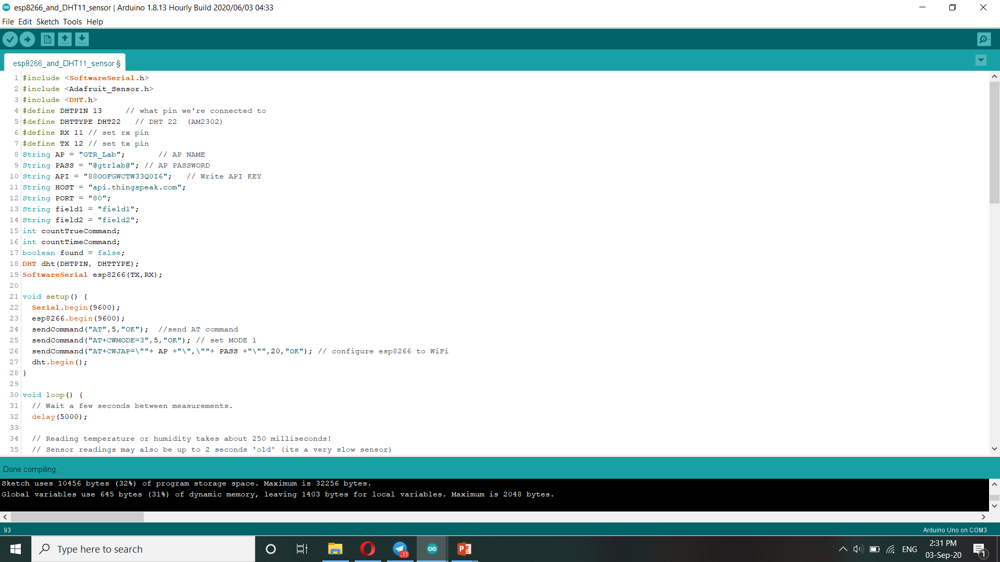 esp8266_and_DHT11_sensor | Arduino 1.8.13 Hourly Build 2020/06/03 04:33
File Edit Sketch Tools Help
esp8266_and_DHT11_sensor §
1 #include <SoftwareSerial.h>
2 #include <Adafruit_Sensor.h>
3 #include <DHT.h>
4 #define DHTPIN 13     // what pin we're connected to
5 #define DHTTYPE DHT22   // DHT 22  (AM2302)
6 #define RX 11 // set rx pin
7 #define TX 12 // set tx pin
8 String AP = "GTR_Lab";       // AP NAME
9 String PASS = "@gtrlab@"; // AP PASSWORD
10 String API = "88OOFGWCTW33Q0I6";   // Write API KEY
11 String HOST = "api.thingspeak.com";
12 String PORT = "80";
13 String field1 = "field1";
14 String field2 = "field2";
15 int countTrueCommand;
16 int countTimeCommand;
17 boolean found = false;
18 DHT dht(DHTPIN, DHTTYPE);
19 SoftwareSerial esp8266(TX,RX);
20
21 void setup() {
22   Serial.begin(9600);
23   esp8266.begin(9600);
24   sendCommand("AT",5,"OK");  //send AT command
25   sendCommand("AT+CWMODE=3",5,"OK"); // set MODE 1
26   sendCommand("AT+CWJAP=\""+ AP +"\",\""+ PASS +"\"",20,"OK"); // configure esp8266 to WiFi
27   dht.begin();
28 }
29
30 void loop() {
31   // Wait a few seconds between measurements.
32   delay(5000);
33
34   // Reading temperature or humidity takes about 250 milliseconds!
35   // Sensor readings may also be up to 2 seconds 'old' (its a very slow sensor)
Done compiling.
Sketch uses 10456 bytes (32%) of program storage space. Maximum is 32256 bytes.
Global variables use 645 bytes (31%) of dynamic memory, leaving 1403 bytes for local variables. Maximum is 2048 bytes.
93
Arduino Uno on COM3
Type here to search
..11
P
ENG
2:31 PM
03-Sep-20
1